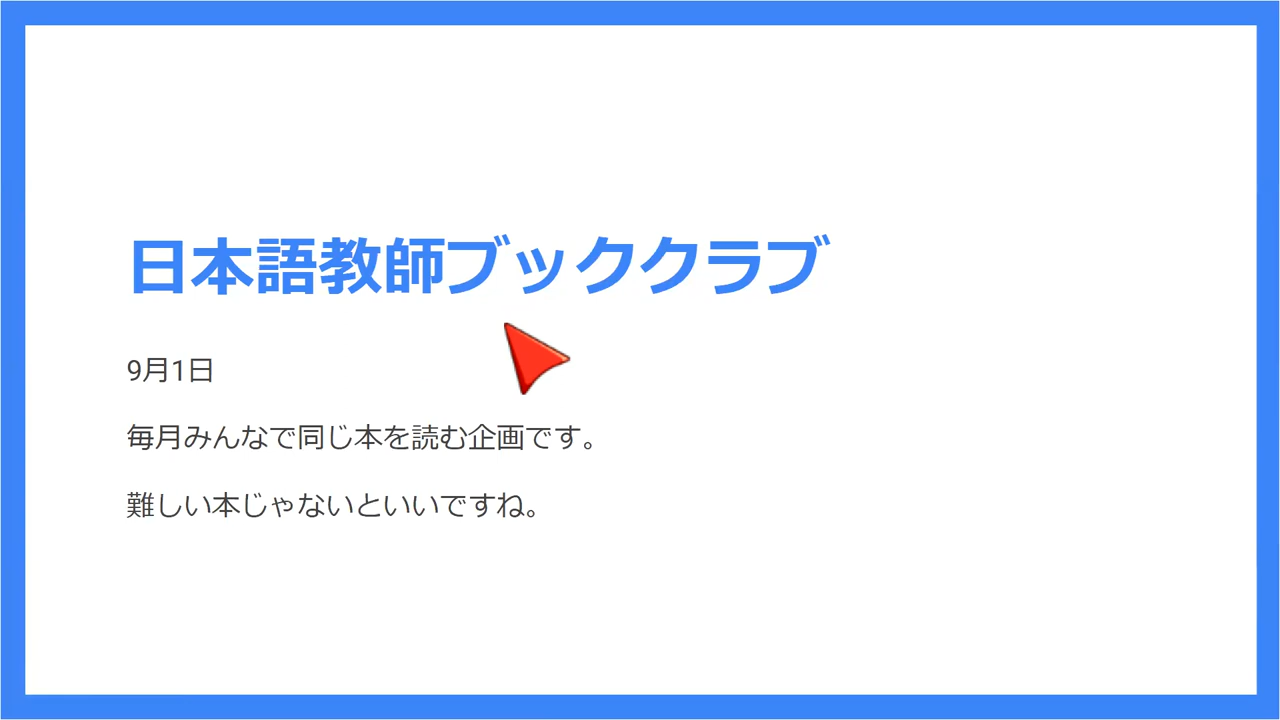 日本語教師ブッククラブ
9月1日
毎月みんなで同じ本を読む企画です。
難しい本じゃないといいですね。